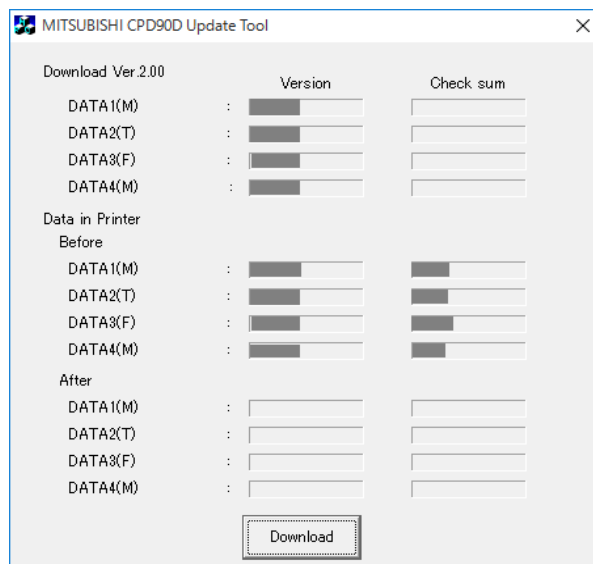 MITSUBISHI CPD90D Update Tool
Download Ver.2.00
Version Check sum
DATA1(M) :
DATA2(T) :
DATA3(F) :
DATA4(M) :
Data in Printer
Before
DATA1(M) :
DATA2(T) :
DATA3(F) :
DATA4(M) :
After
DATA1(M) :
DATA2(T) :
DATA3(F) :
DATA4(M) :
Download